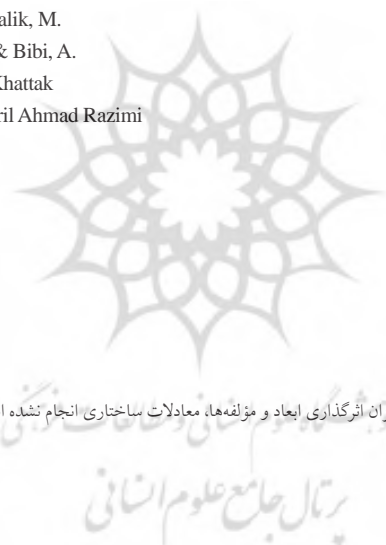 alik, M.
& Bibi, A.
Khattak
ril Ahmad Razimi
ان اثرگذاری ابعاد و مؤلفه‌ها، معادلات ساختاری انجام نشده ا
پرتال جامع علوم انسانی